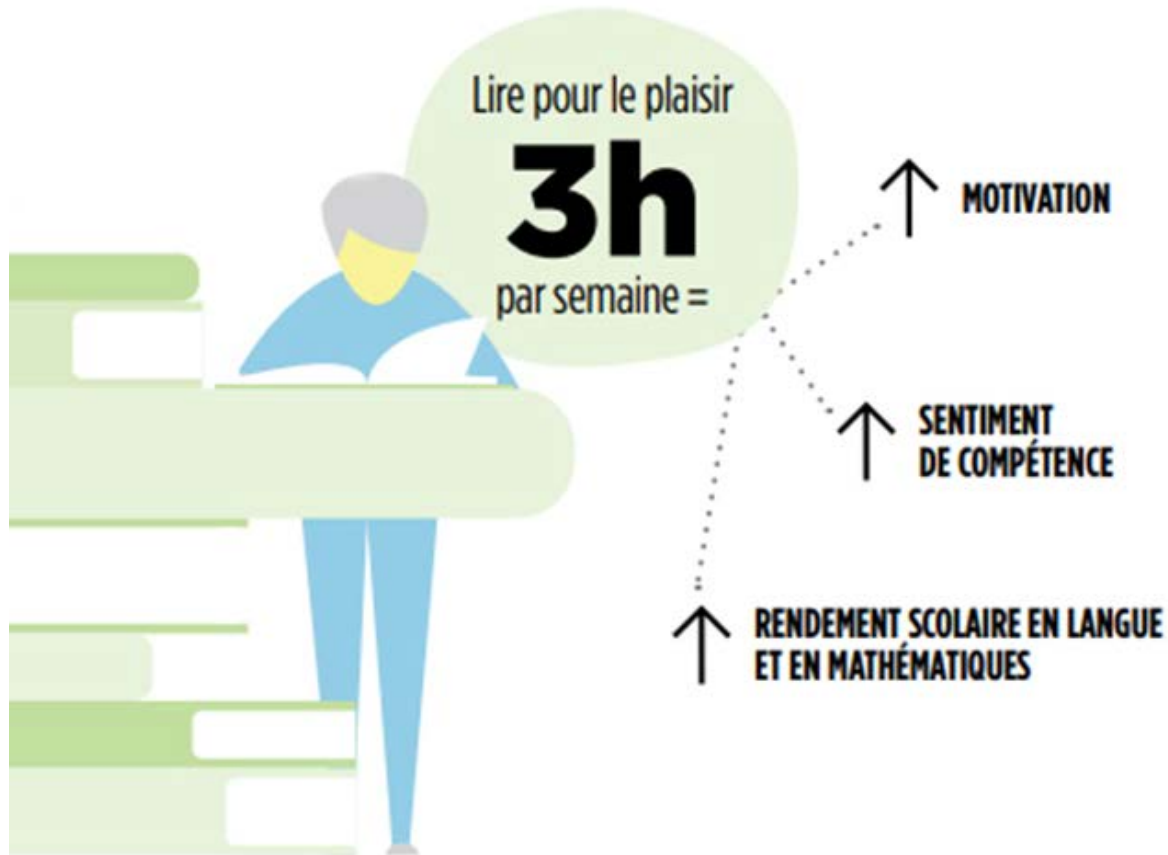 Lire pour le plaisir
3h
par semaine =
MOTIVATION
SENTIMENT
DE COMPÉTENCE
RENDEMENT SCOLAIRE EN LANGUE
ET EN MATHÉMATIQUES